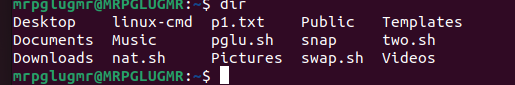 mrpglugmr@MRPGLUGMR:~$ dir
Desktop linux-cmd p1.txt Public Templates
Documents Music pglu.sh snap two.sh
Downloads nat.sh Pictures swap.sh Videos
mrpglugmr@MRPGLUGMR:~$